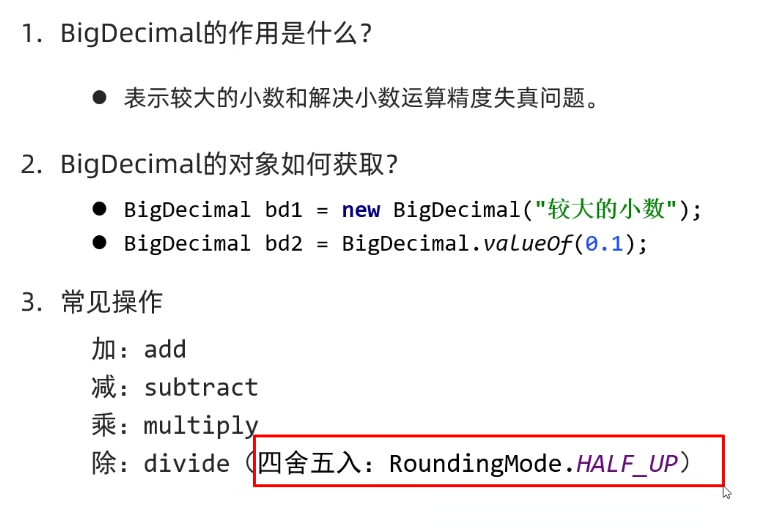 1. BigDecimal的作用是什么?
● 表示较大的小数和解决小数运算精度失真问题。
2. BigDecimal的对象如何获取?
● BigDecimal bd1 = new BigDecimal("较大的小数");
● BigDecimal bd2 = BigDecimal.valueOf(0.1);
3. 常见操作
加：add
减：subtract
乘：multiply
除：divide（四舍五入：RoundingMode.HALF_UP）